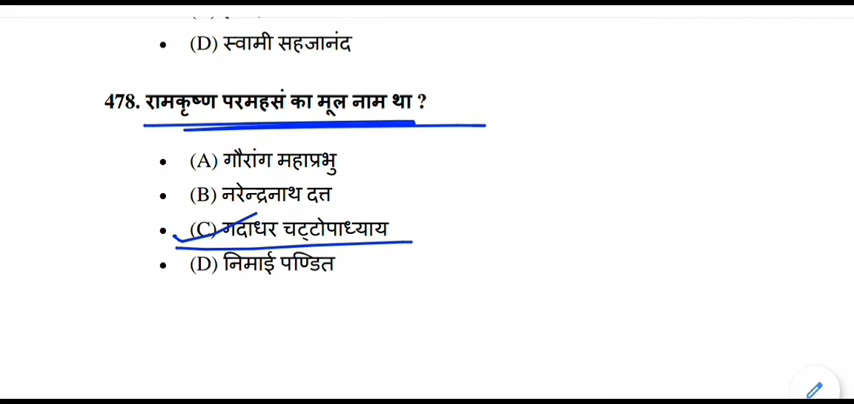 (D) स्वामी सहजानंद
478. रामकृष्ण परमहसं का मूल नाम था ?
(A) गौरांग महाप्रभु
(B) नरेन्द्रनाथ दत्त
(C) गदाधर चट्टोपाध्याय
(D) निमाई पण्डित